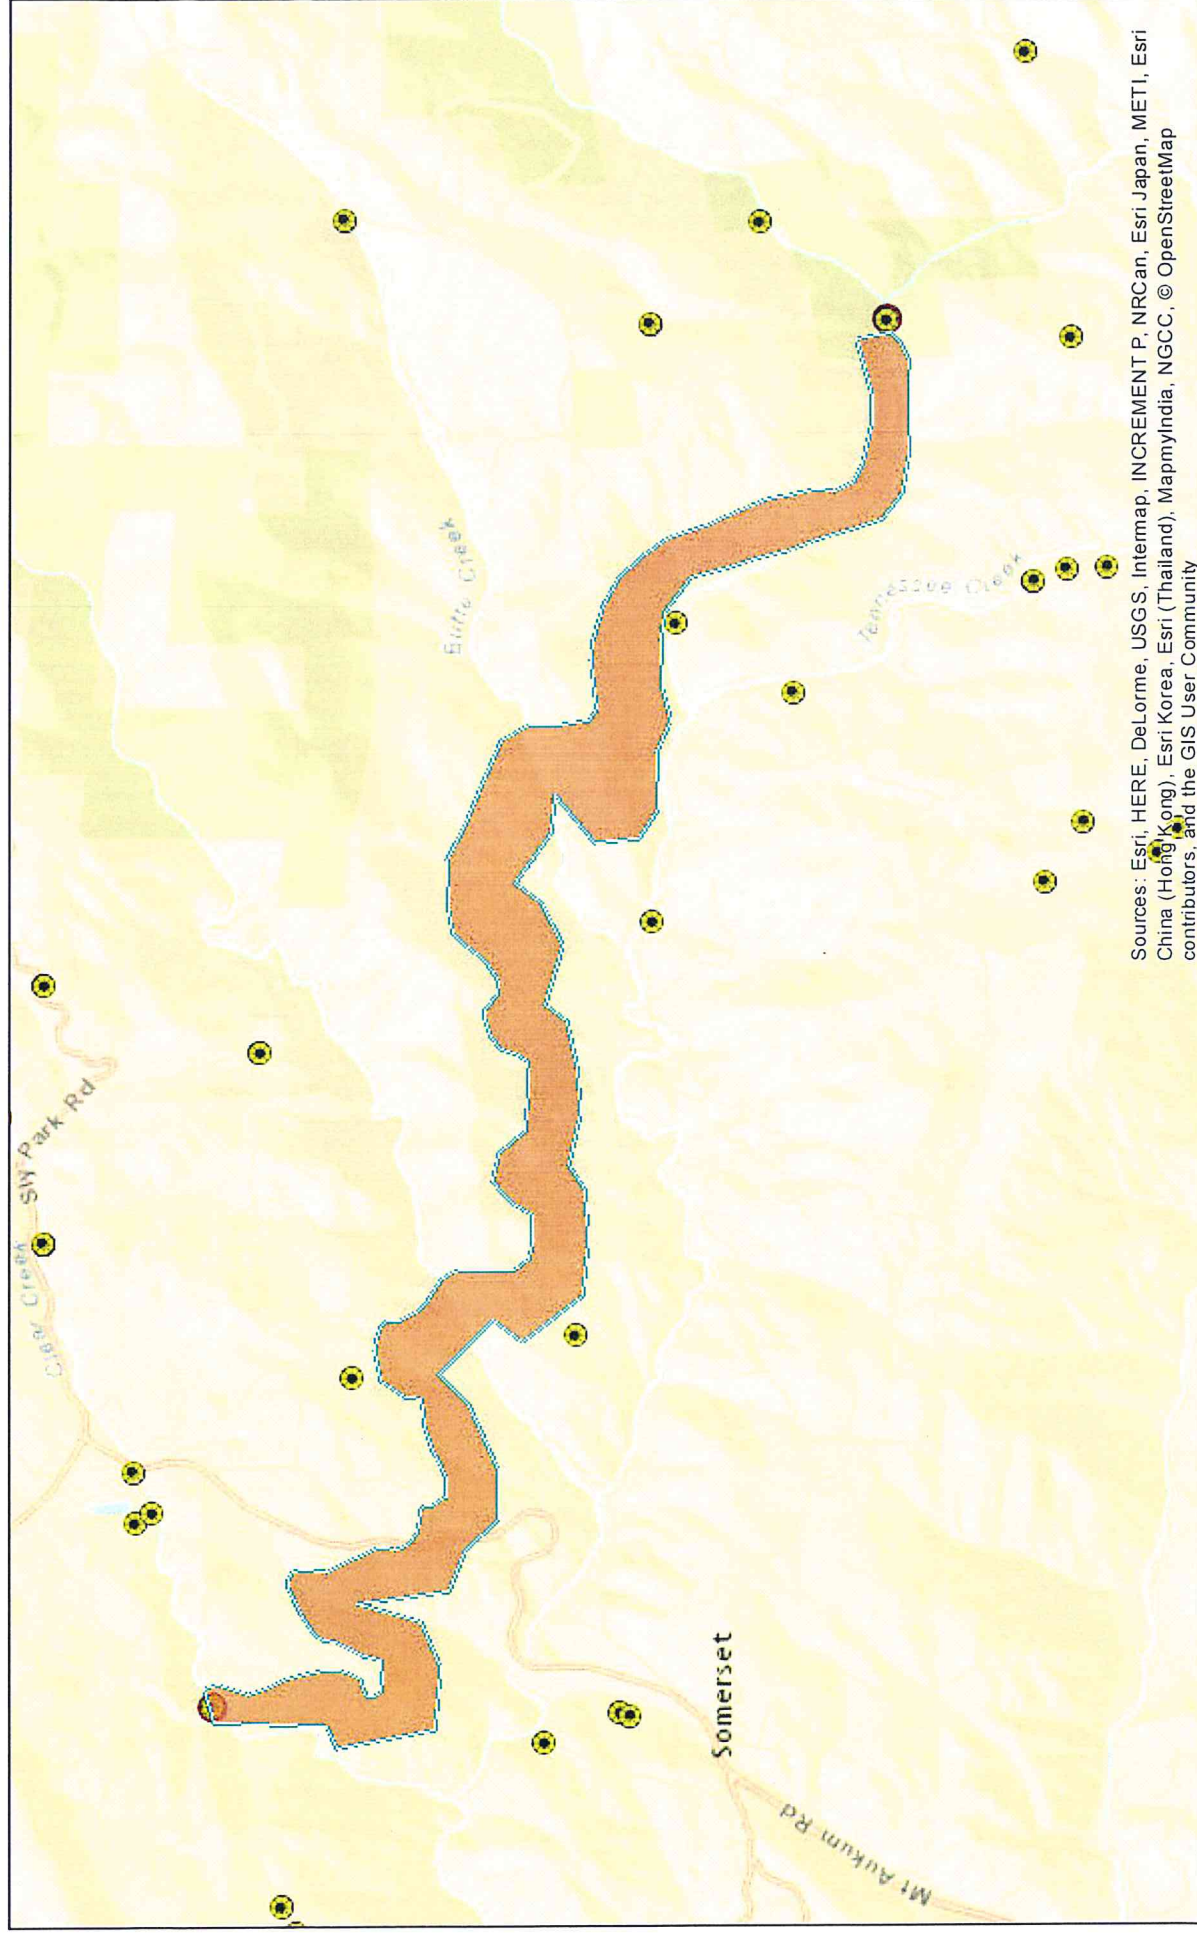 Clear Creek
Sly Park Rd
Butte Creek
Tennessee Creek
Somerset
Mt Aukum Rd
Sources: Esri, HERE, DeLorme, USGS, Intermap, INCREMENT P, NRCan, Esri Japan, METI, Esri
China (Hong Kong), Esri Korea, Esri (Thailand), MapmyIndia, NGCC, © OpenStreetMap
contributors, and the GIS User Community